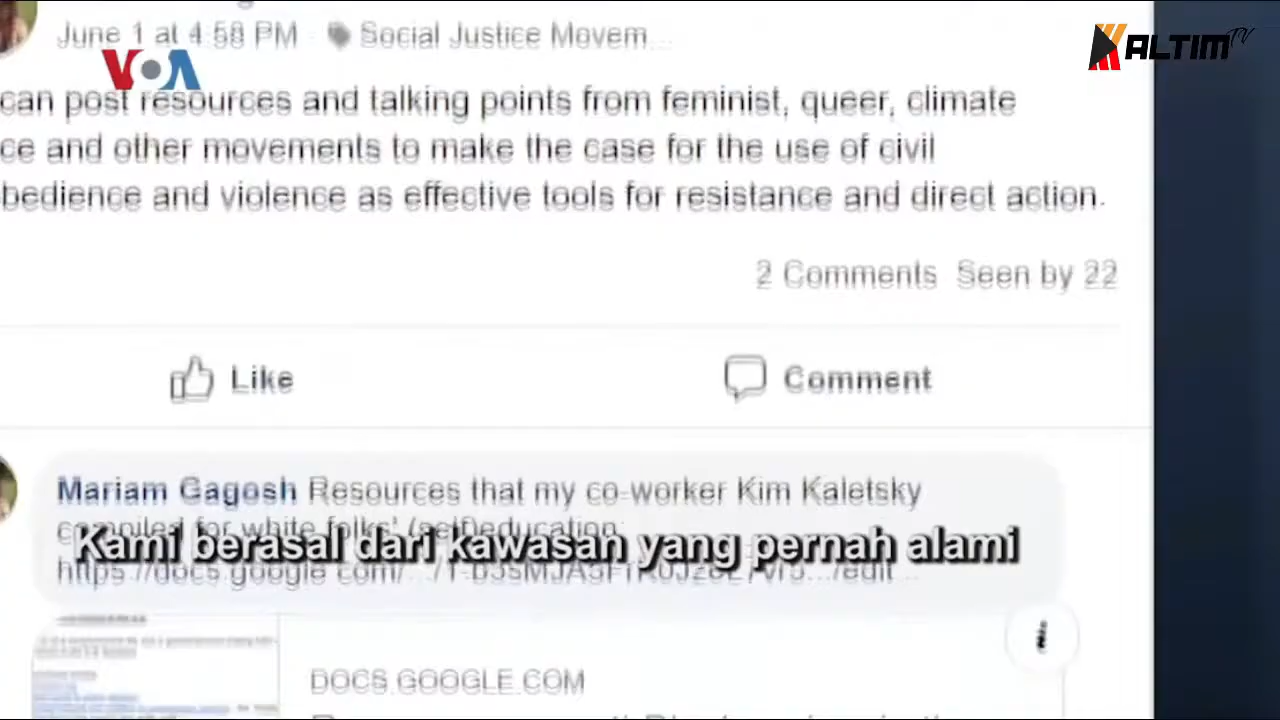 June 1 at 4:58 PM Social Justice Movem...
VOA
KALTIM TV
can post resources and talking points from feminist, queer, climate
ce and other movements to make the case for the use of civil
bedience and violence as effective tools for resistance and direct action.
2 Comments Seen by 22
Like
Comment
Mariam Gagosh Resources that my co-worker Kim Kaletsky
compiled for white folks' (self)education:
Kami berasal dari kawasan yang pernah alami
https://docs.google.com/.../edit...
DOCS.GOOGLE.COM